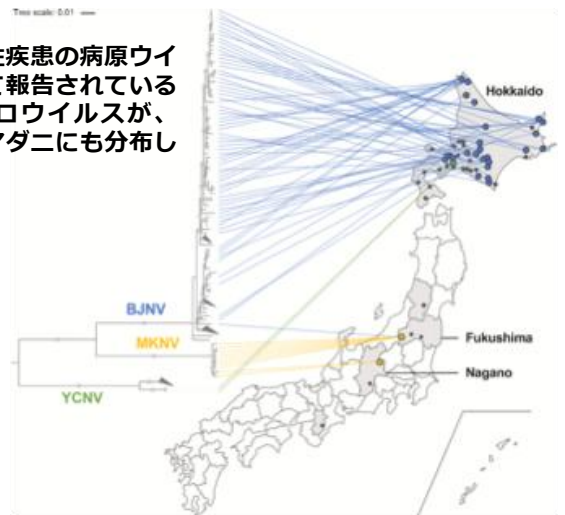 Tree scale: 0.01
性疾患の病原ウイ
て報告されている
ロウイルスが、
アダニにも分布し
Hokkaido
BJNV
MKNV
YCNV
Fukushima
Nagano